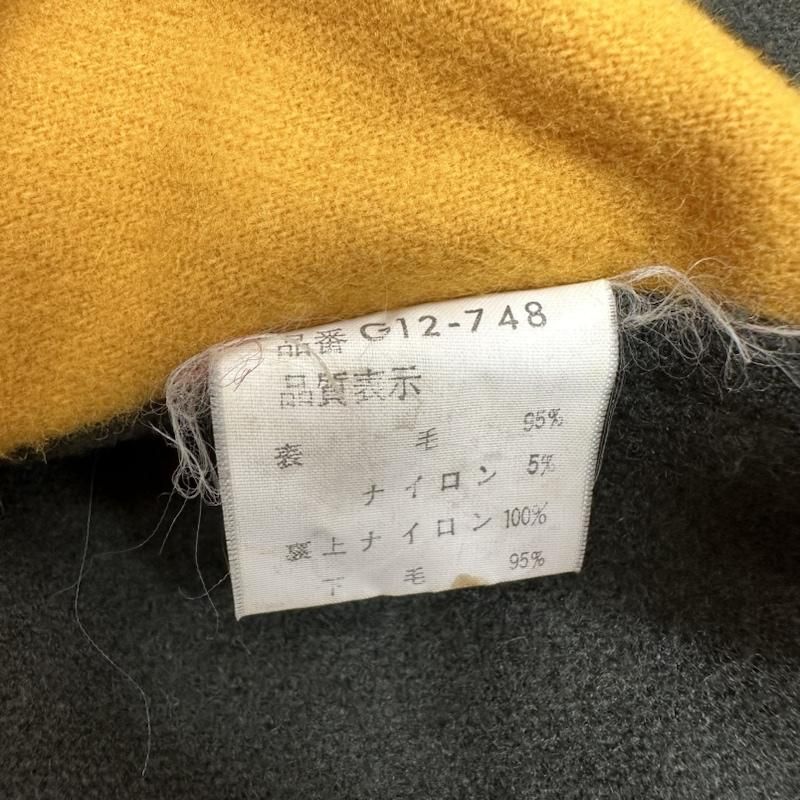 品番 G12-748
品質表示
表 毛 95%
ナイロン 5%
裏上ナイロン 100%
下 毛 95%